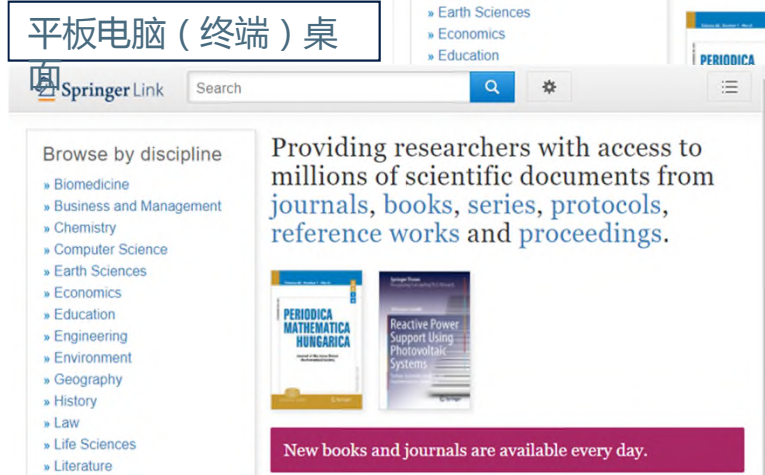 平板电脑（终端）桌
面
» Earth Sciences
» Economics
» Education
PERIODICA
Springer Link
Search
Browse by discipline
» Biomedicine
» Business and Management
» Chemistry
» Computer Science
» Earth Sciences
» Economics
» Education
» Engineering
» Environment
» Geography
» History
» Law
» Life Sciences
» Literature
Providing researchers with access to
millions of scientific documents from
journals, books, series, protocols,
reference works and proceedings.
PERIODICA
MATHEMATICA
HUNGARICA
Springer Theses
Reactive Power
Support Using
Photovoltaic
Systems
Springer
New books and journals are available every day.